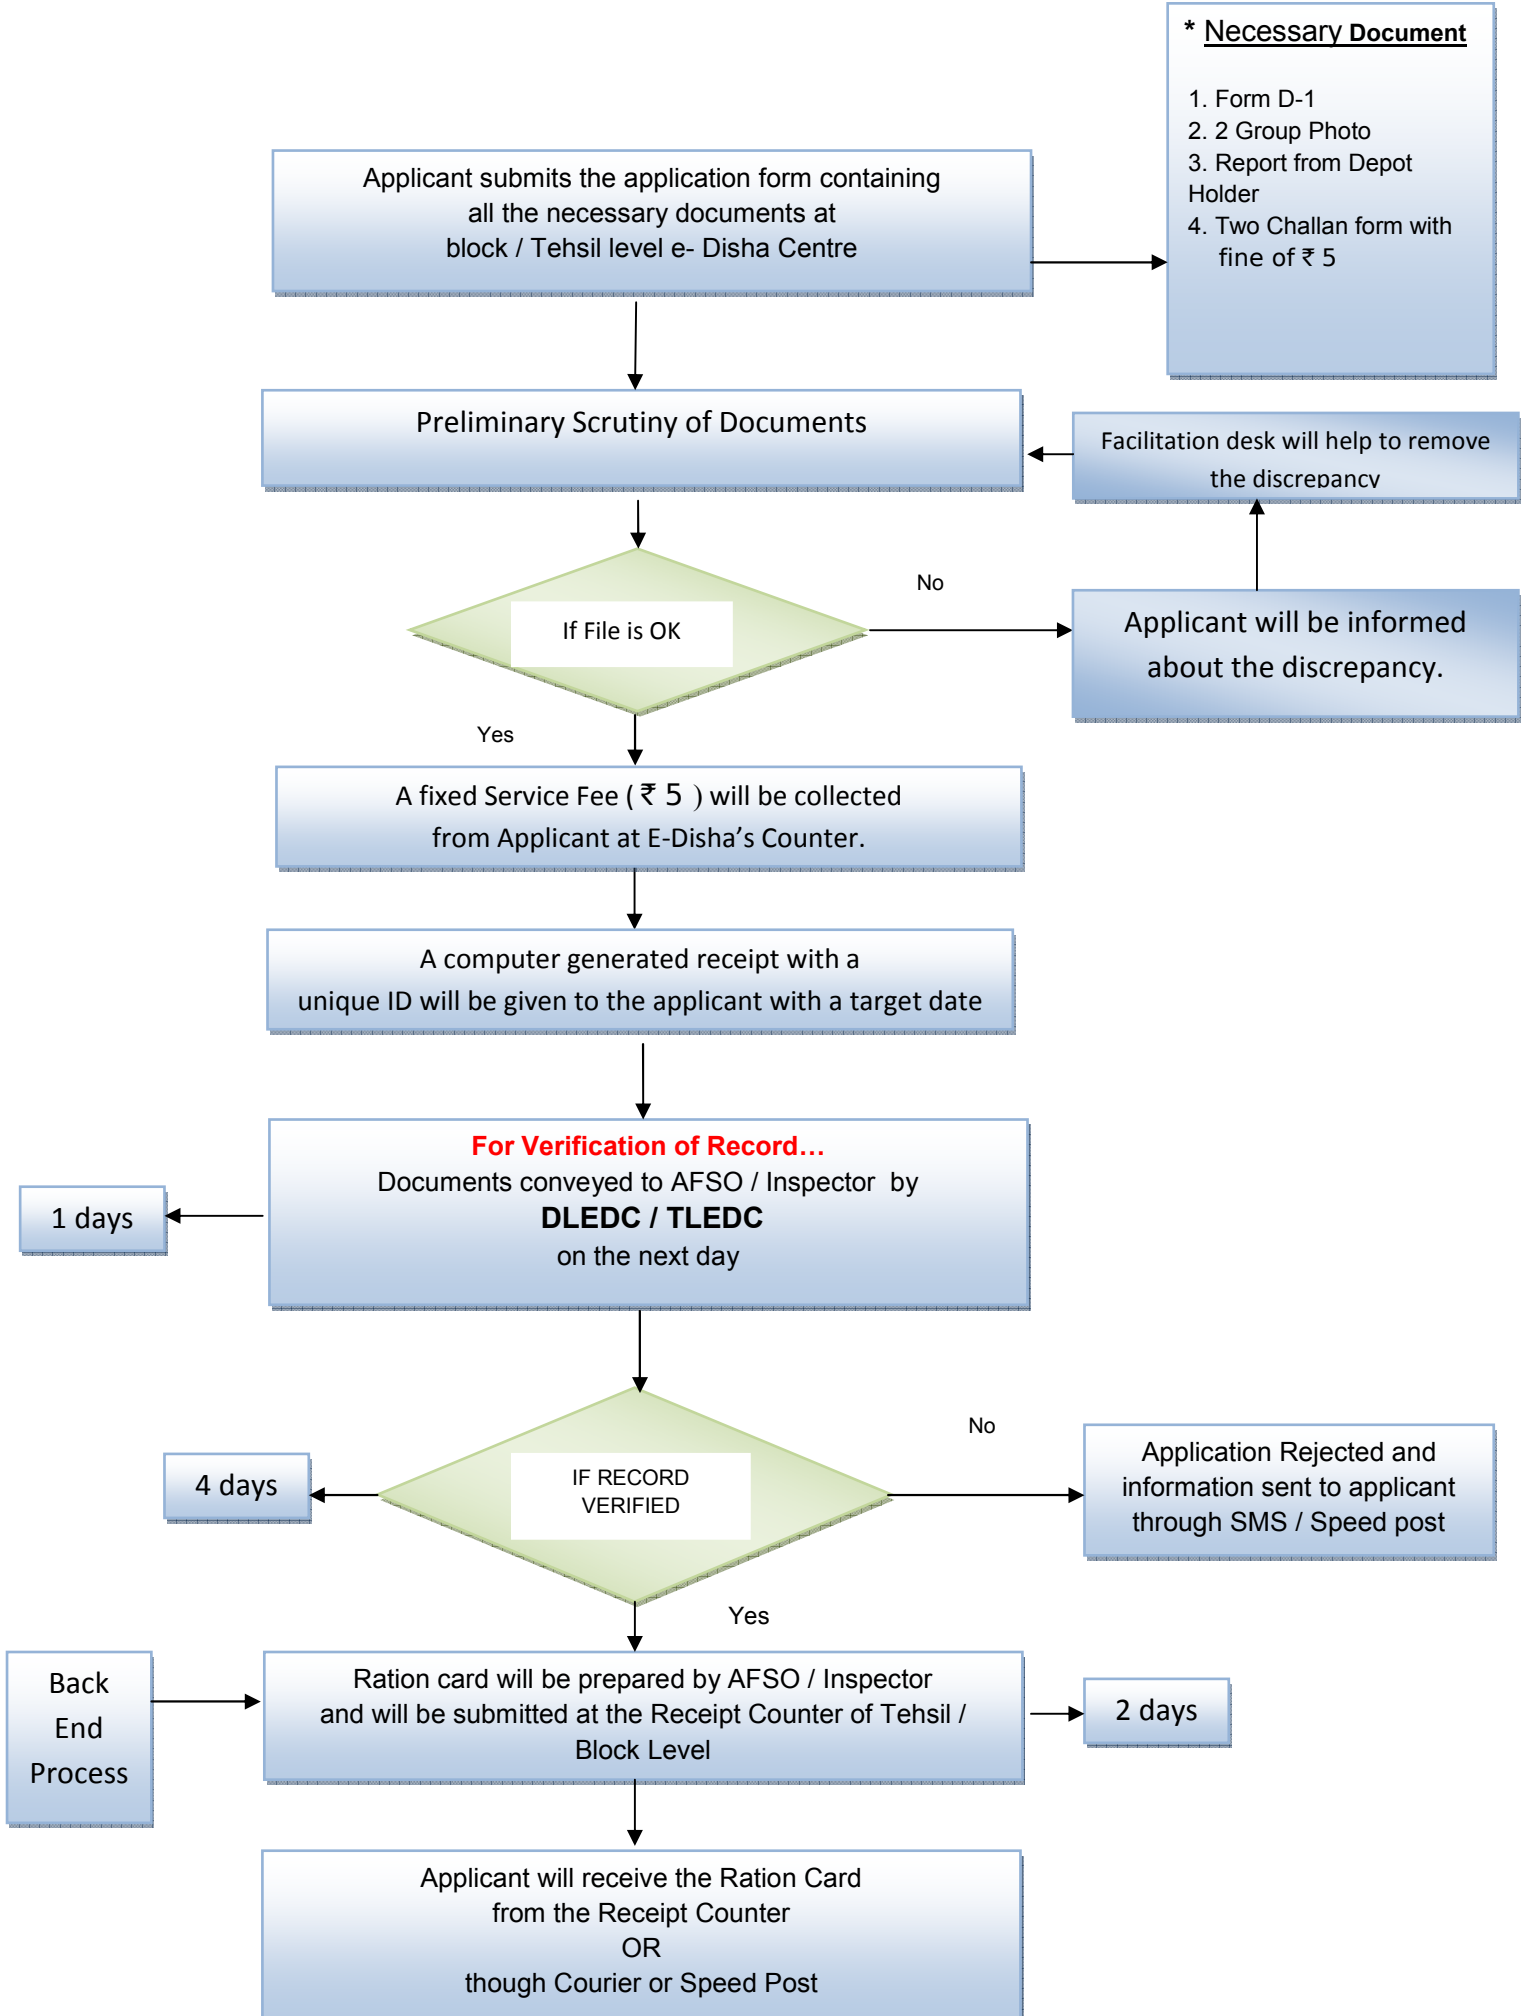 * Necessary Document
1. Form D-1
2. 2 Group Photo
3. Report from Depot
Holder
4. Two Challan form with
fine of ₹ 5
Applicant submits the application form containing
all the necessary documents at
block / Tehsil level e- Disha Centre
Preliminary Scrutiny of Documents
Facilitation desk will help to remove
the discrepancy
If File is OK
No
Applicant will be informed
about the discrepancy.
Yes
A fixed Service Fee ( ₹ 5 ) will be collected
from Applicant at E-Disha’s Counter.
A computer generated receipt with a
unique ID will be given to the applicant with a target date
For Verification of Record…
Documents conveyed to AFSO / Inspector by
DLEDC / TLEDC
on the next day
1 days
IF RECORD
VERIFIED
4 days
No
Application Rejected and
information sent to applicant
through SMS / Speed post
Yes
Back
End
Process
Ration card will be prepared by AFSO / Inspector
and will be submitted at the Receipt Counter of Tehsil /
Block Level
2 days
Applicant will receive the Ration Card
from the Receipt Counter
OR
though Courier or Speed Post